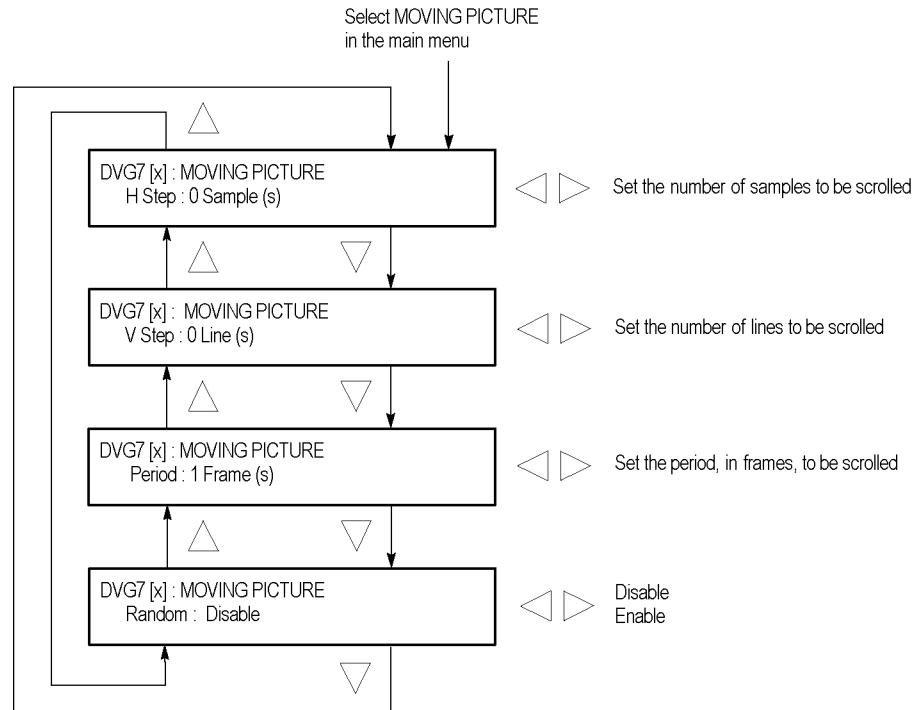 Select MOVING PICTURE
in the main menu
DVG7 [x] : MOVING PICTURE
H Step : 0 Sample (s)
Set the number of samples to be scrolled
DVG7 [x] : MOVING PICTURE
V Step : 0 Line (s)
Set the number of lines to be scrolled
DVG7 [x] : MOVING PICTURE
Period : 1 Frame (s)
Set the period, in frames, to be scrolled
DVG7 [x] : MOVING PICTURE
Random : Disable
Disable
Enable